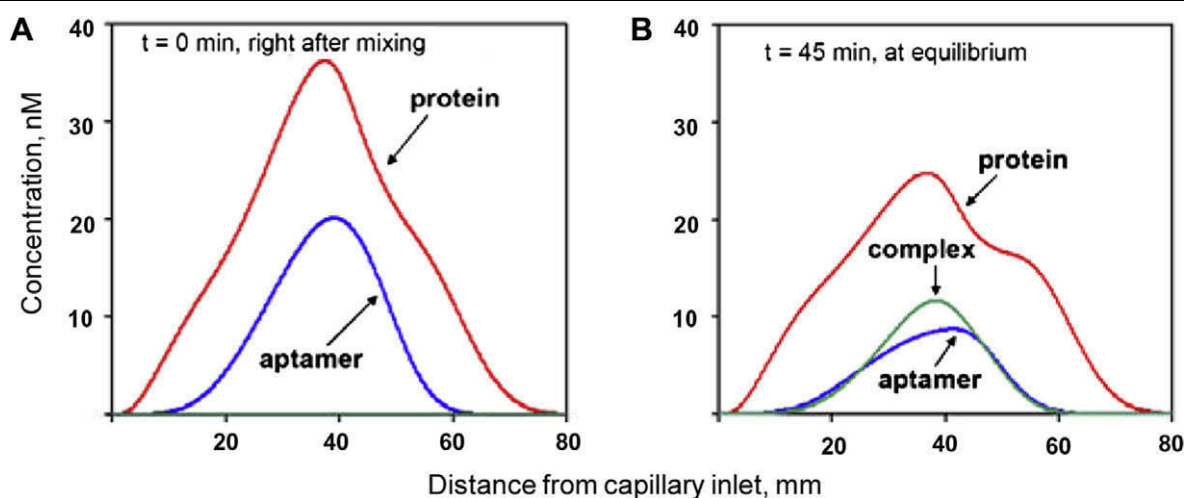 A
t = 0 min, right after mixing
protein
aptamer
40
30
20
10
20
40
60
80
Concentration, nM
B
t = 45 min, at equilibrium
protein
complex
aptamer
40
30
20
10
20
40
60
80
Distance from capillary inlet, mm